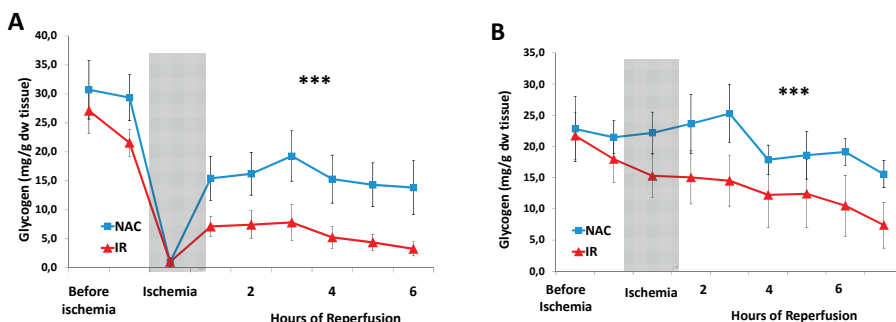 A
Glycogen (mg/g dw tissue)
40,0
35,0
30,0
25,0
20,0
15,0
10,0
5,0
0,0
***
NAC
IR
Before ischemia
Ischemia
2
4
6
Hours of Reperfusion
B
Glycogen (mg/g dw tissue)
40,0
35,0
30,0
25,0
20,0
15,0
10,0
5,0
0,0
***
NAC
IR
Before
Ischemia
Ischemia
2
4
6
Hours of Reperfusion